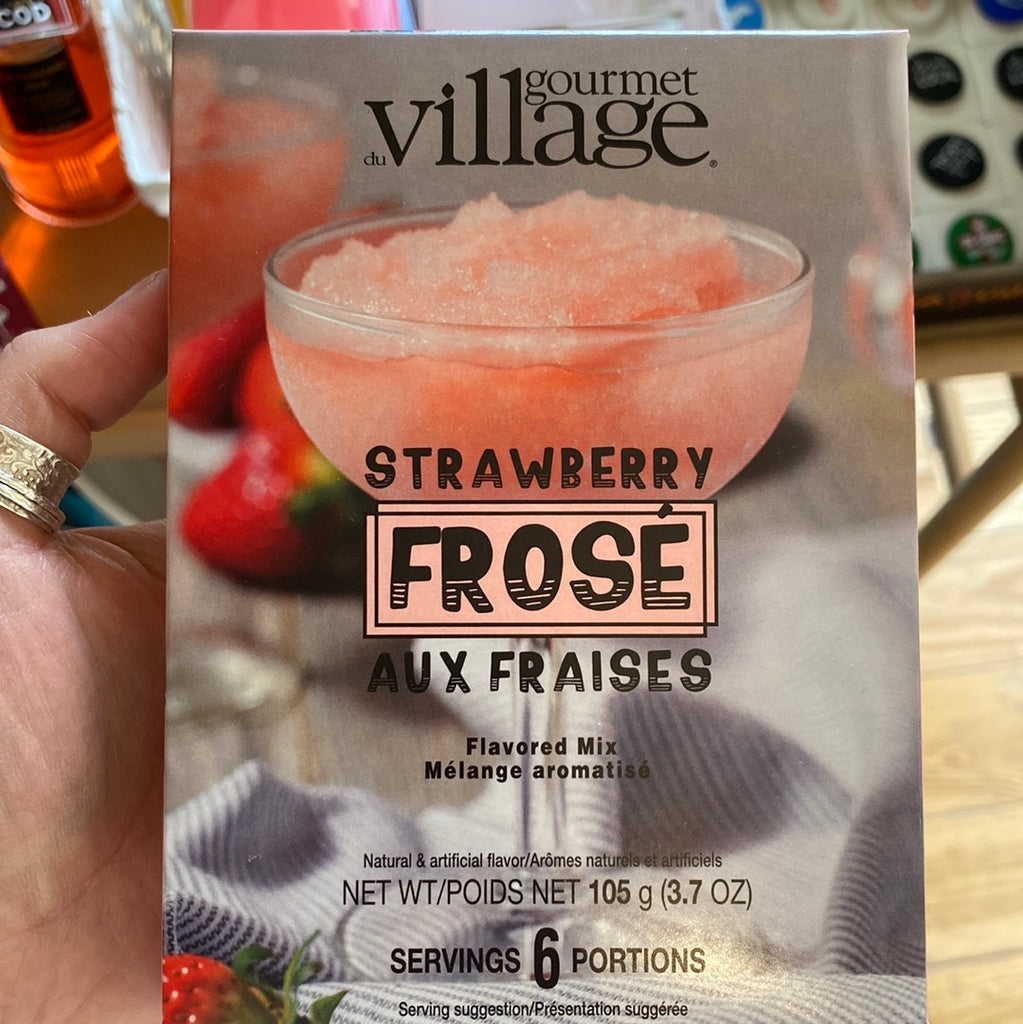 COD
gourmet
du village®
STRAWBERRY
FROSÉ
AUX FRAISES
Flavored Mix
Mélange aromatisé
Natural & artificial flavor/Arômes naturels et artificiels
NET WT/POIDS NET 105 g (3.7 OZ)
SERVINGS 6 PORTIONS
Serving suggestion/Présentation suggérée